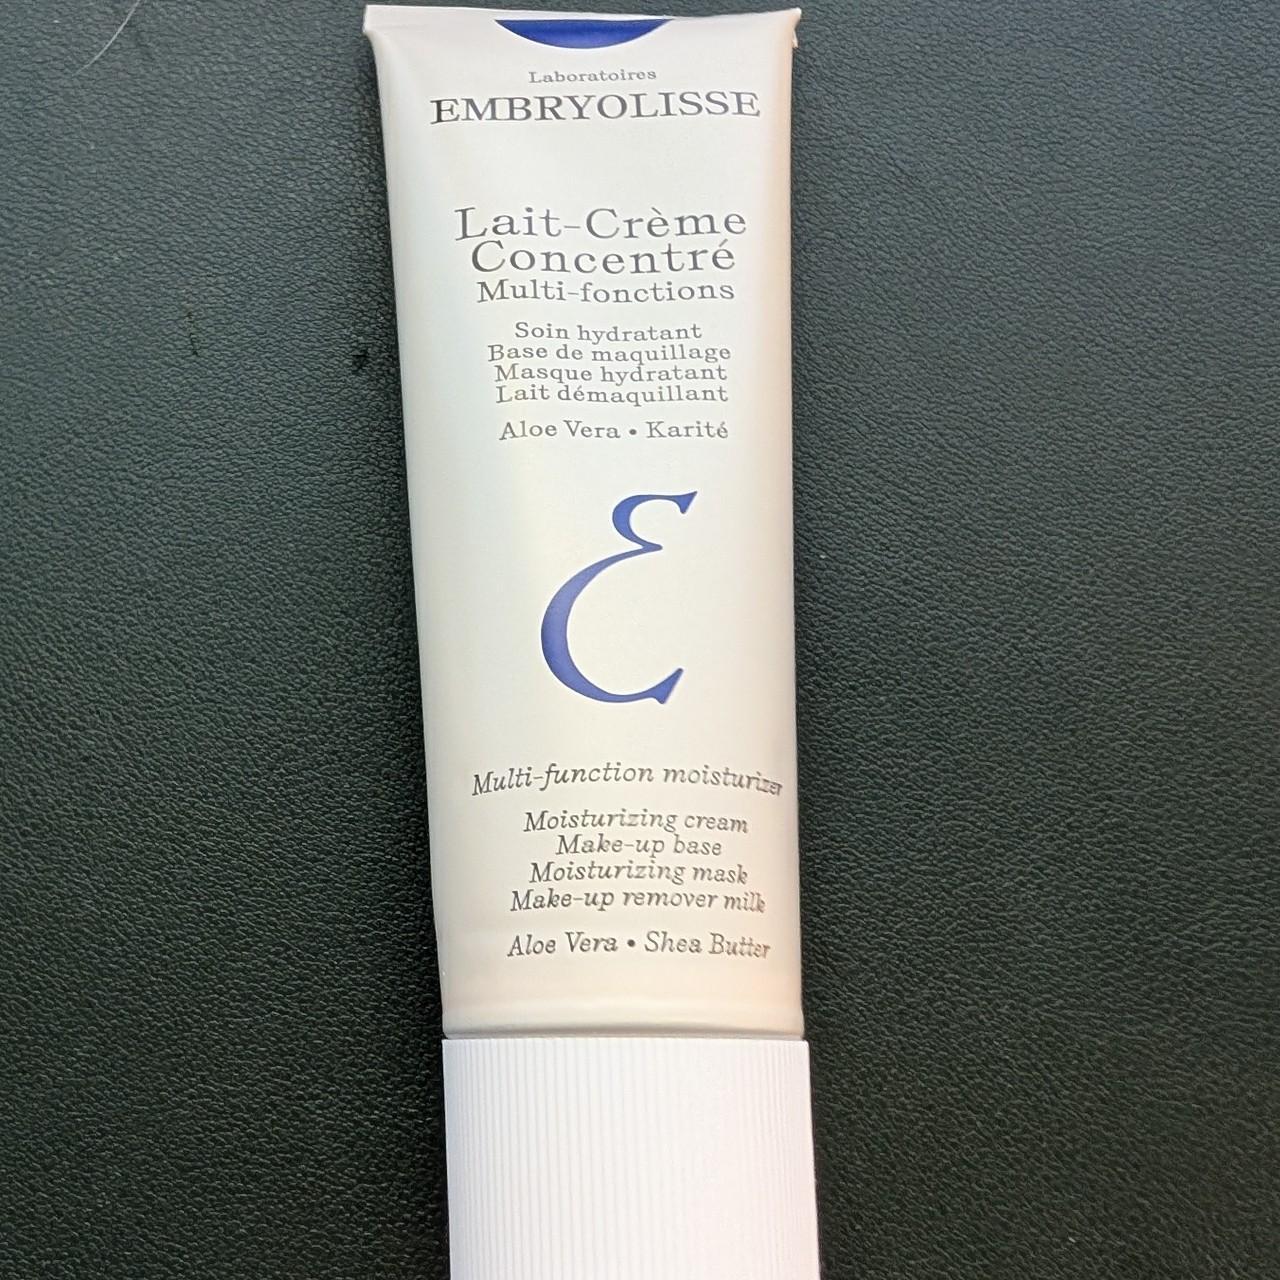 Laboratoires
EMBRYOLISSE
Lait-Crème
Concentré
Multi-fonctions
Soin hydratant
Base de maquillage
Masque hydratant
Lait démaquillant
Aloe Vera • Karité
E
Multi-function moisturizer
Moisturizing cream
Make-up base
Moisturizing mask
Make-up remover milk
Aloe Vera • Shea Butter